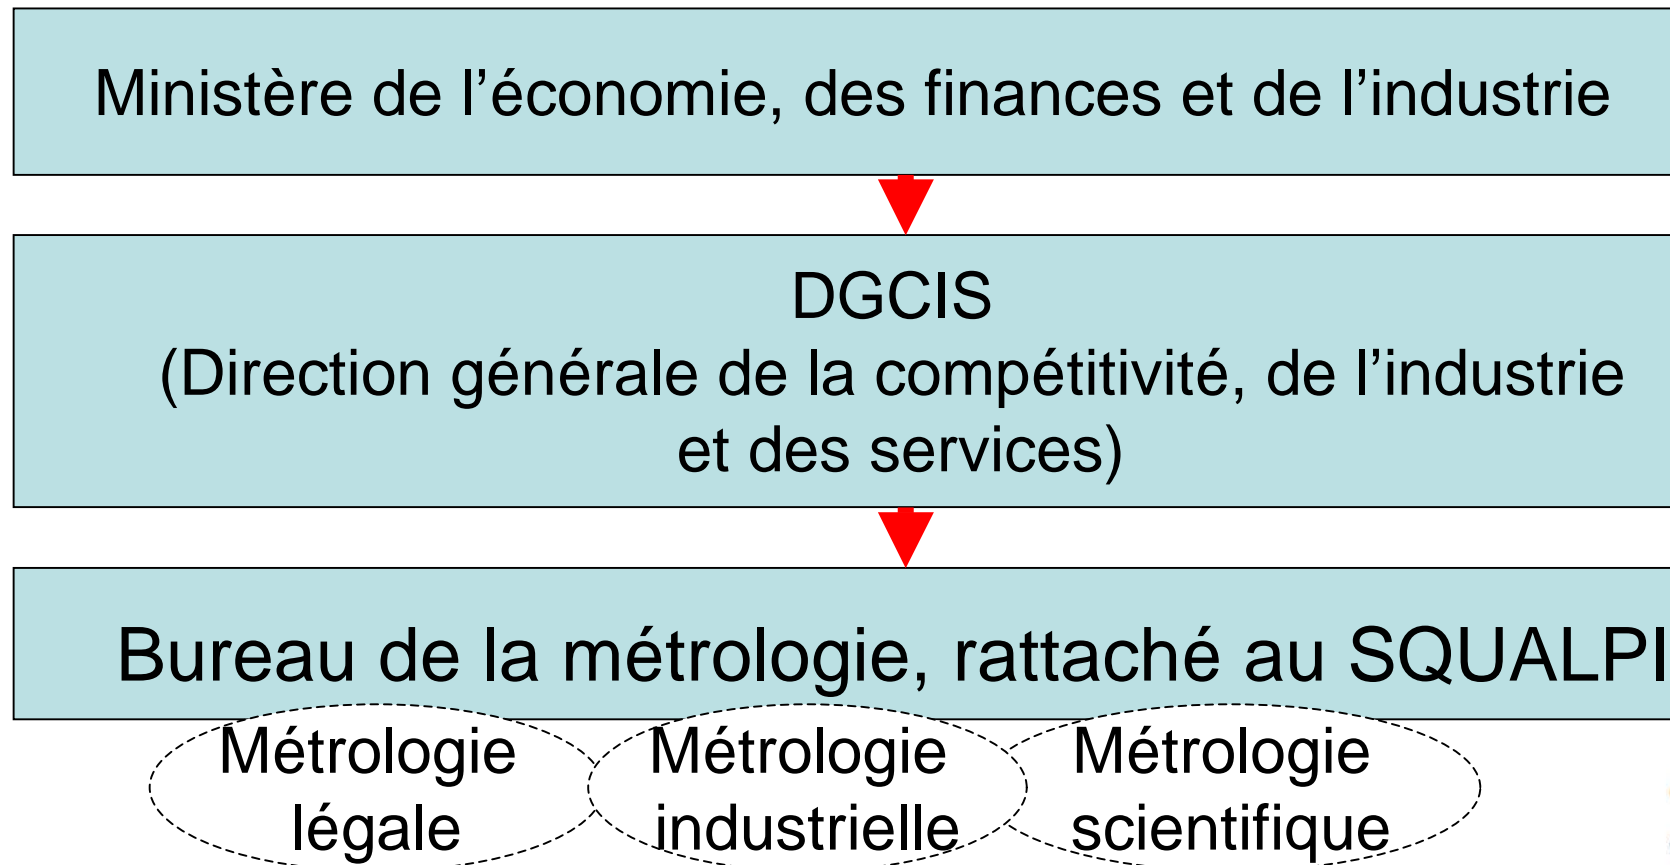 Ministère de l’économie, des finances et de l’industrie
DGCIS
(Direction générale de la compétitivité, de l’industrie
et des services)
Bureau de la métrologie, rattaché au SQUALPI
Métrologie
légale
Métrologie
industrielle
Métrologie
scientifique